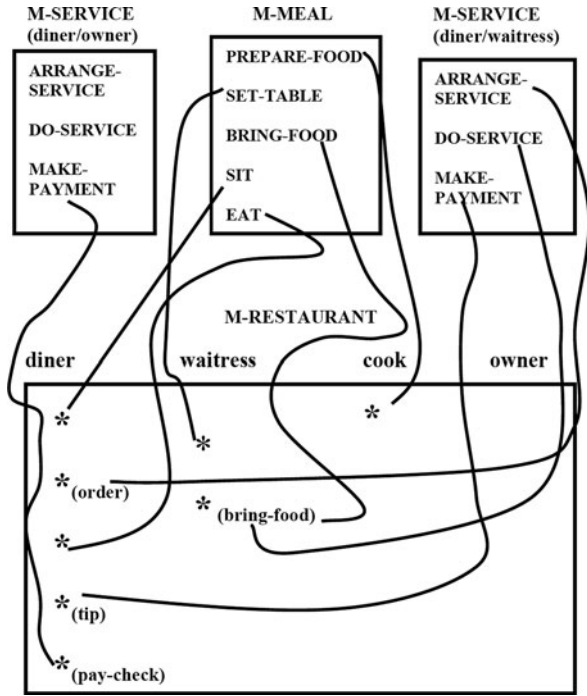 M-SERVICE
(diner/owner)
ARRANGE-
SERVICE
DO-SERVICE
MAKE-
PAYMENT
M-MEAL
PREPARE-FOOD
SET-TABLE
BRING-FOOD
SIT
EAT
M-SERVICE
(diner/waitress)
ARRANGE-
SERVICE
DO-SERVICE
MAKE-
PAYMENT
M-RESTAURANT
diner waitress cook owner
* *
*
* (order)
* (bring-food)
*
* (tip)
* (pay-check)